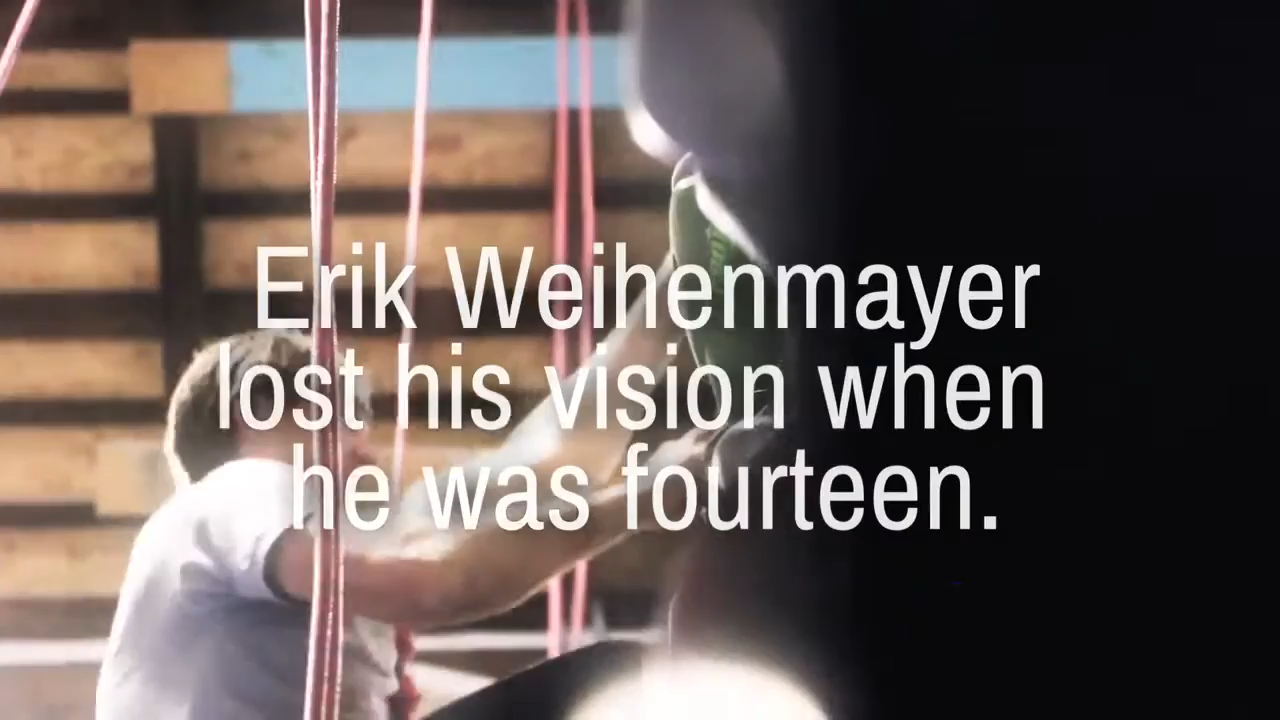 Erik Weihenmayer
lost his vision when
he was fourteen.